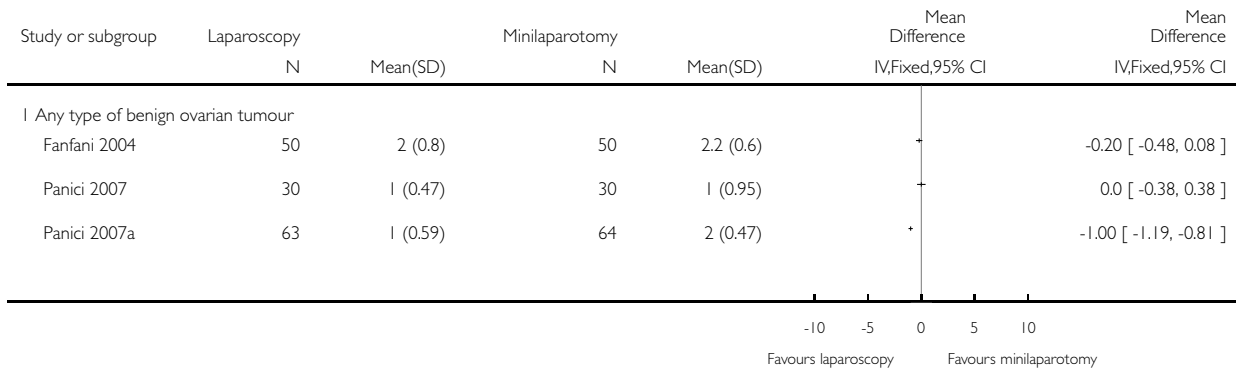 Study or subgroup Laparoscopy Minilaparotomy Mean Difference Mean Difference
N Mean(SD) N Mean(SD) IV,Fixed,95% CI IV,Fixed,95% CI
1 Any type of benign ovarian tumour
Fanfani 2004 50 2 (0.8) 50 2.2 (0.6) -0.20 [ -0.48, 0.08 ]
Panici 2007 30 1 (0.47) 30 1 (0.95) 0.0 [ -0.38, 0.38 ]
Panici 2007a 63 1 (0.59) 64 2 (0.47) -1.00 [ -1.19, -0.81 ]
-10 -5 0 5 10
Favours laparoscopy Favours minilaparotomy